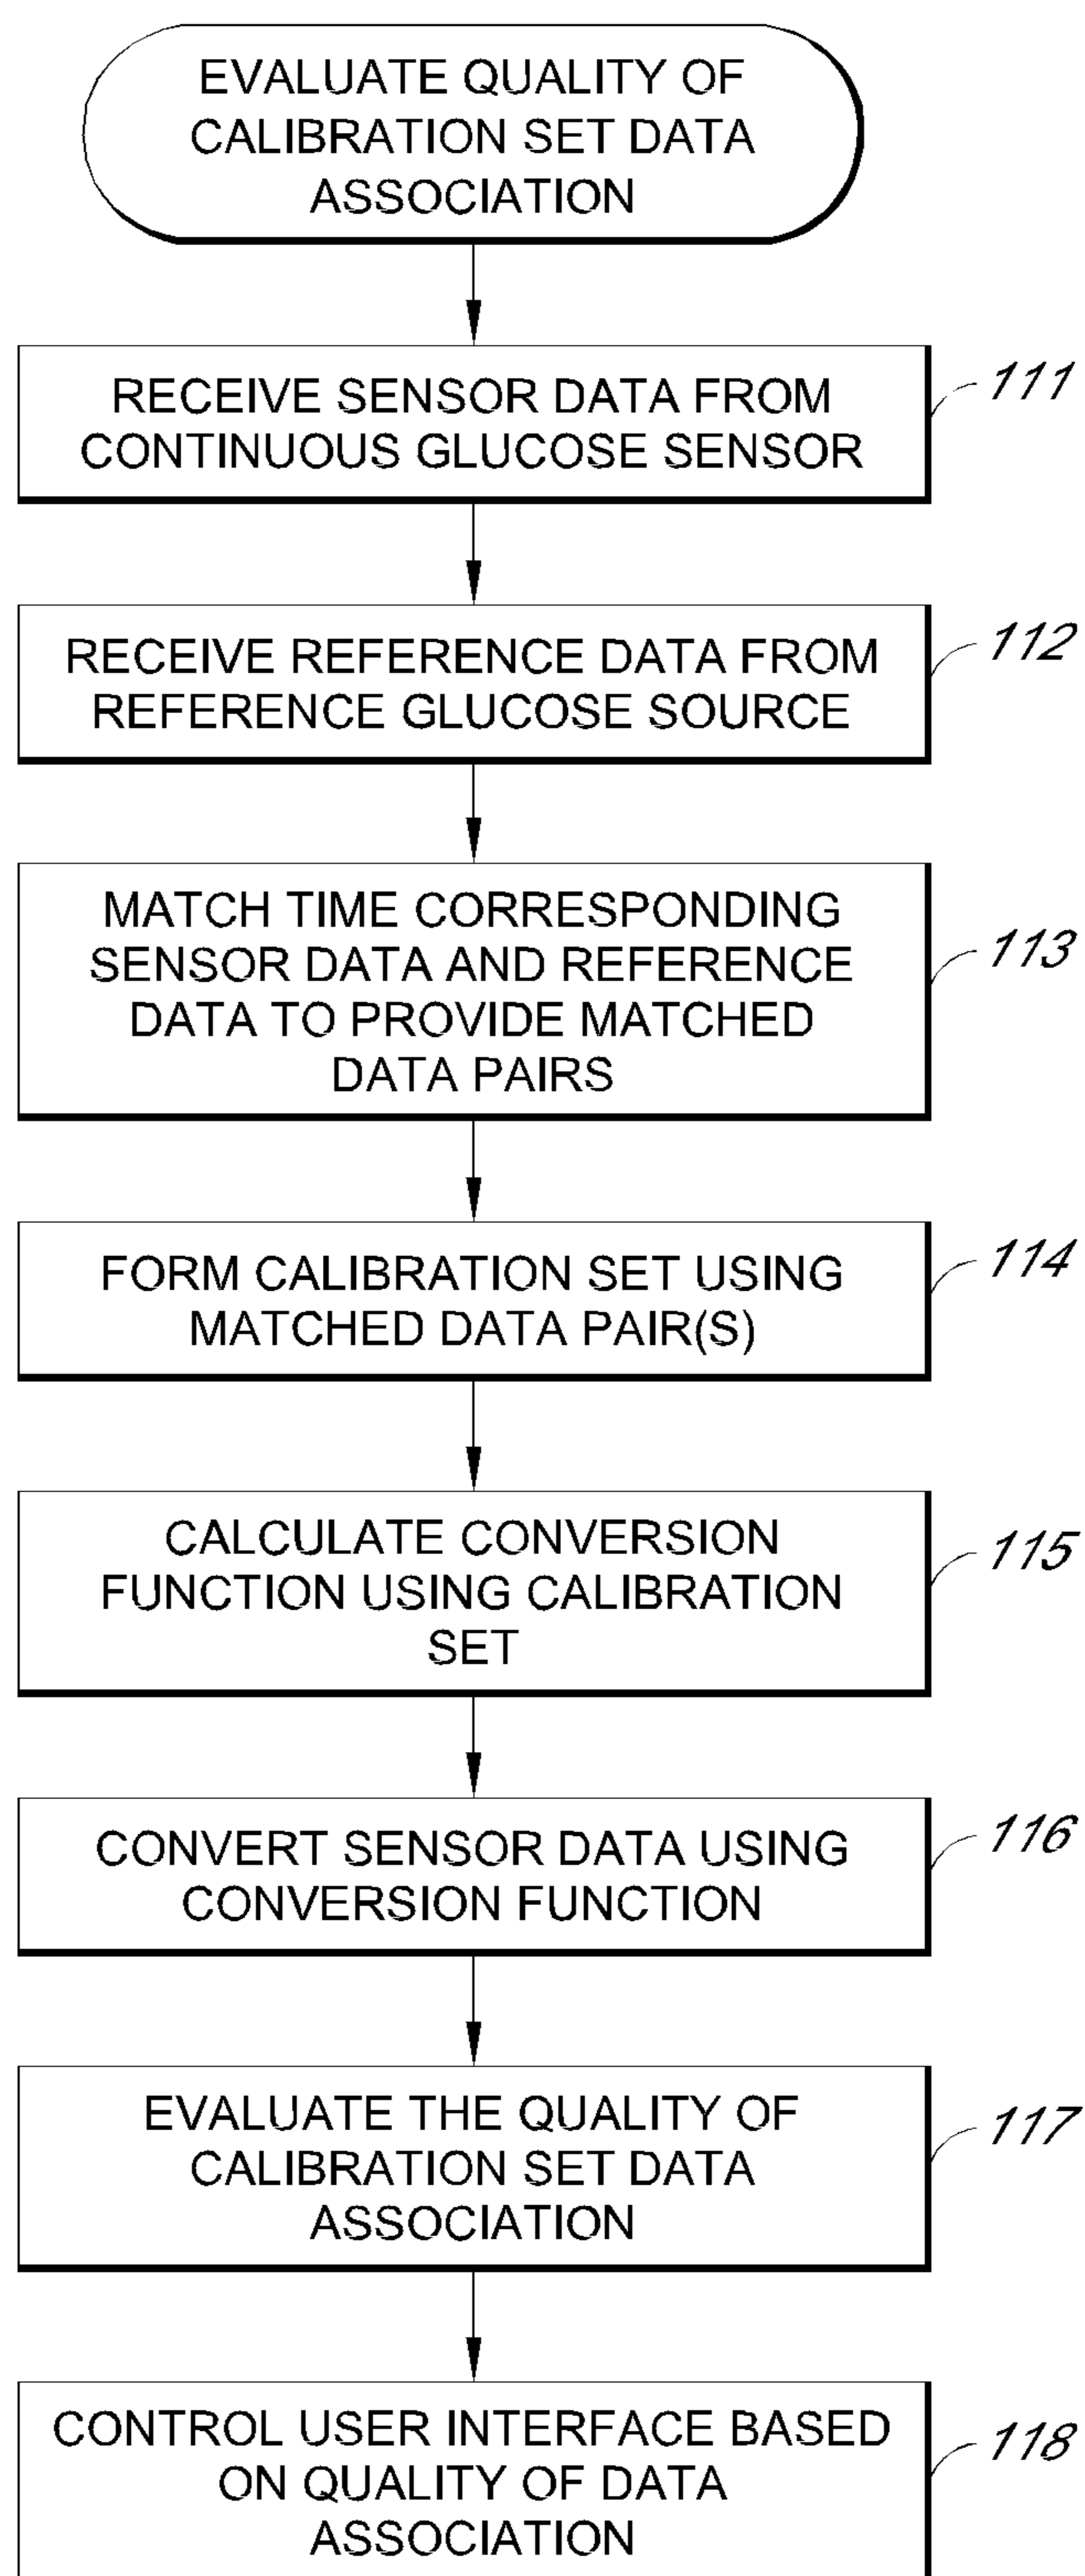 EVALUATE QUALITY OF
CALIBRATION SET DATA
ASSOCIATION
RECEIVE SENSOR DATA FROM
CONTINUOUS GLUCOSE SENSOR
111
RECEIVE REFERENCE DATA FROM
REFERENCE GLUCOSE SOURCE
112
MATCH TIME CORRESPONDING
SENSOR DATA AND REFERENCE
DATA TO PROVIDE MATCHED
DATA PAIRS
113
FORM CALIBRATION SET USING
MATCHED DATA PAIR(S)
114
CALCULATE CONVERSION
FUNCTION USING CALIBRATION
SET
115
CONVERT SENSOR DATA USING
CONVERSION FUNCTION
116
EVALUATE THE QUALITY OF
CALIBRATION SET DATA
ASSOCIATION
117
CONTROL USER INTERFACE BASED
ON QUALITY OF DATA
ASSOCIATION
118